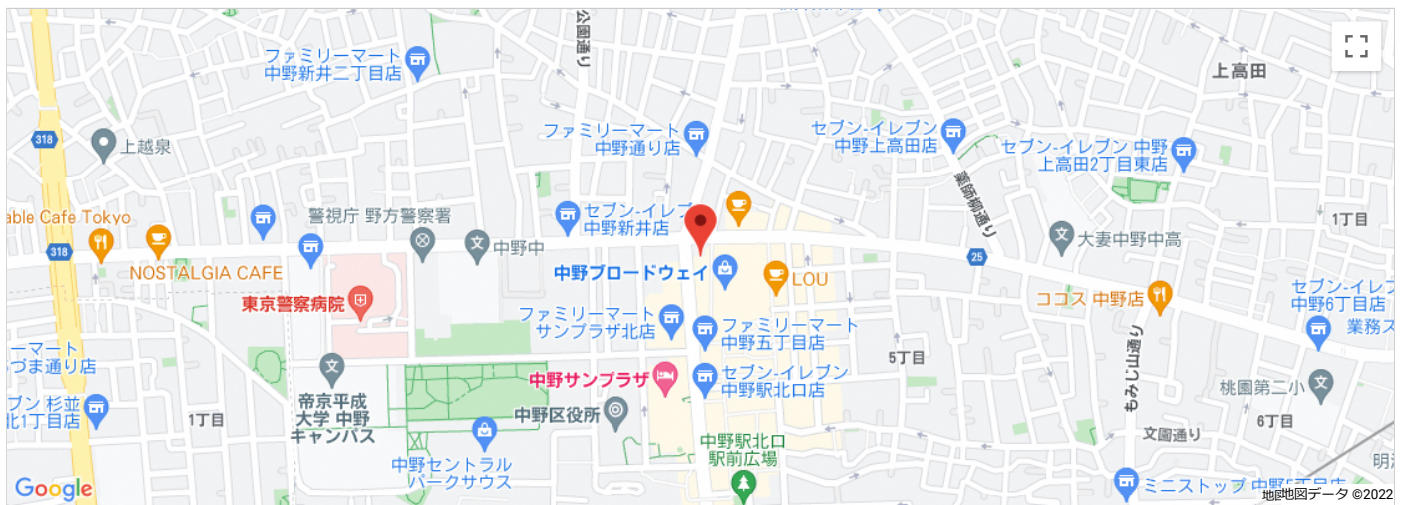 公園通り
ファミリーマート
中野新井二丁目店
上高田
318
上越泉
ファミリーマート
中野通り店
セブン-イレブン
中野上高田店
セブン-イレブン 中野
上高田2丁目東店
薬師柳通り
able Cafe Tokyo
警視庁 野方警察署
セブン-イレブ
中野新井店
1丁目
318
中野中
大妻中野中高
25
NOSTALGIA CAFE
中野ブロードウェイ
LOU
東京警察病院
ココス 中野店
セブン-イレブ
中野6丁目店
ファミリーマート
サンプラザ北店
ファミリーマート
中野五丁目店
業務ス
もみじ山通り
ーマート
づま通り店
5丁目
中野サンプラザ
セブン-イレブン
中野駅北口店
桃園第二小
帝京平成
大学 中野
キャンパス
中野区役所
ブン 杉並
北1丁目店
1丁目
6丁目
文園通り
中野駅北口
駅前広場
中野セントラル
パークサウス
明
Google
ミニストップ
地図データ ©2022